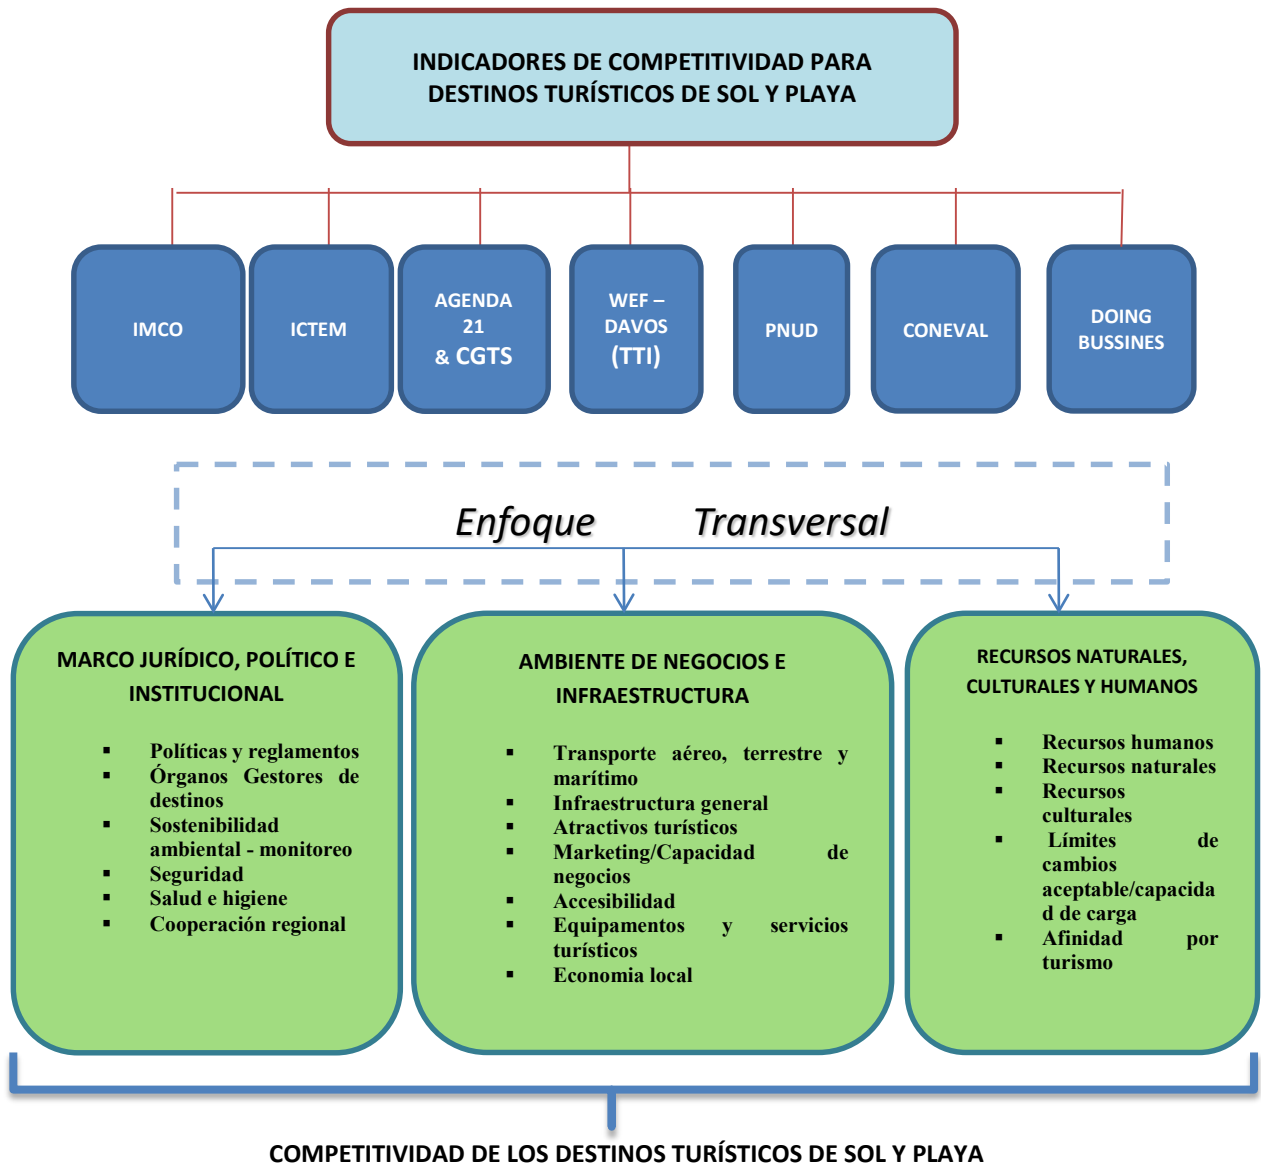 INDICADORES DE COMPETITIVIDAD PARA
DESTINOS TURÍSTICOS DE SOL Y PLAYA
IMCO
ICTEM
AGENDA
21
& CGTS
WEF –
DAVOS
(TTI)
PNUD
CONEVAL
DOING
BUSSINES
Enfoque Transversal
MARCO JURÍDICO, POLÍTICO E
INSTITUCIONAL
▪ Políticas y reglamentos
▪ Órganos Gestores de
destinos
▪ Sostenibilidad
ambiental - monitoreo
▪ Seguridad
▪ Salud e higiene
▪ Cooperación regional
AMBIENTE DE NEGOCIOS E
INFRAESTRUCTURA
▪ Transporte aéreo, terrestre y
marítimo
▪ Infraestructura general
▪ Atractivos turísticos
▪ Marketing/Capacidad de
negocios
▪ Accesibilidad
▪ Equipamentos y servicios
turísticos
▪ Economia local
RECURSOS NATURALES,
CULTURALES Y HUMANOS
▪ Recursos humanos
▪ Recursos naturales
▪ Recursos
culturales
▪ Límites de
cambios
aceptable/capacida
d de carga
▪ Afinidad por
turismo
COMPETITIVIDAD DE LOS DESTINOS TURÍSTICOS DE SOL Y PLAYA